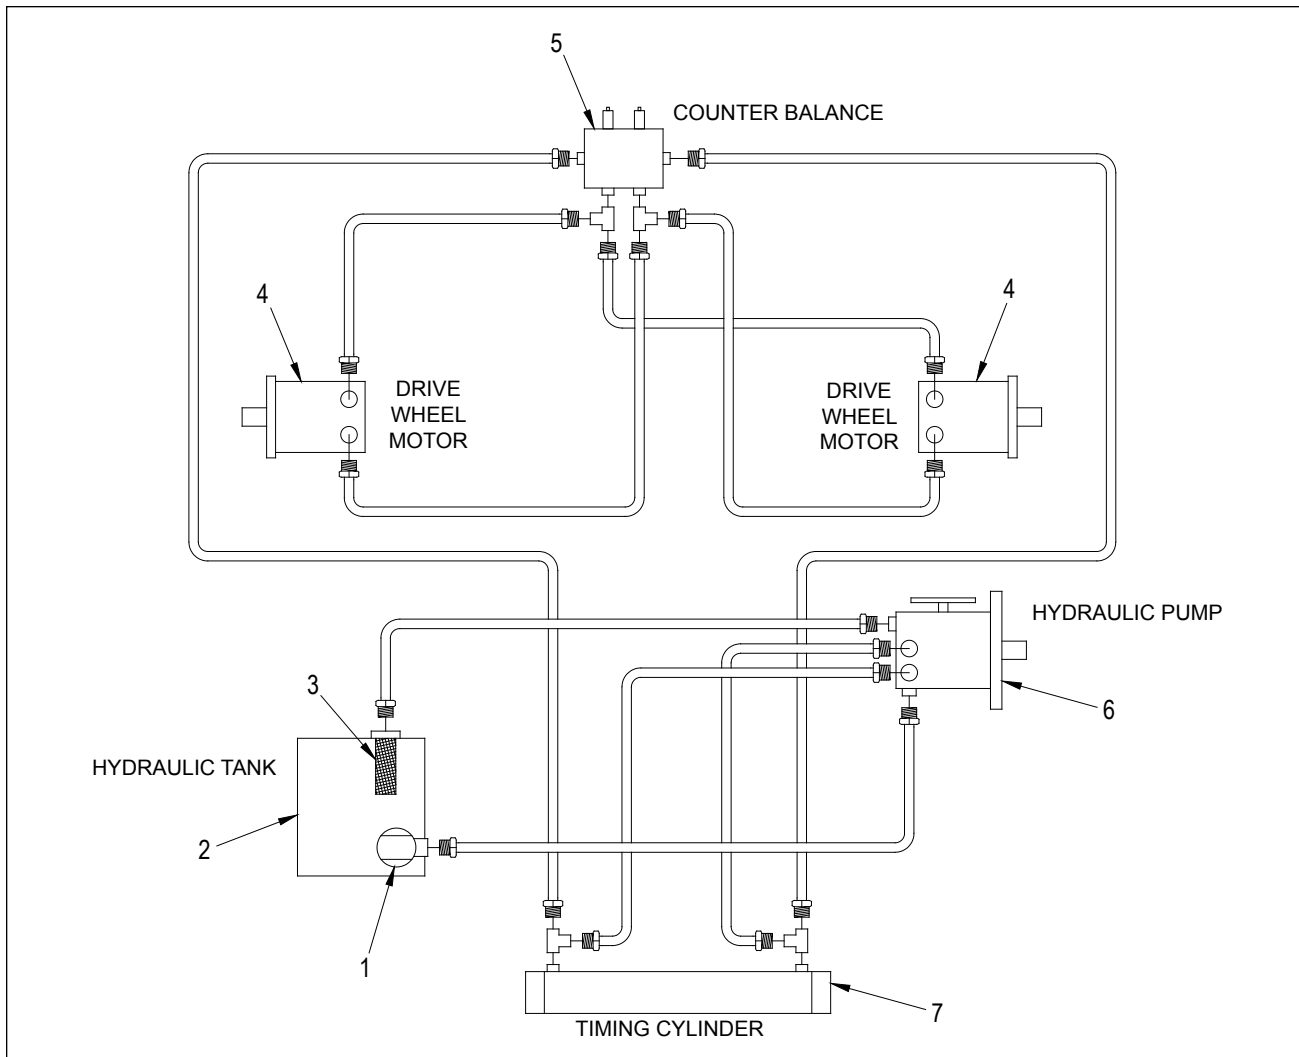 5
COUNTER BALANCE
4
4
DRIVE
WHEEL
MOTOR
DRIVE
WHEEL
MOTOR
HYDRAULIC PUMP
3
6
HYDRAULIC TANK
2
1
7
TIMING CYLINDER